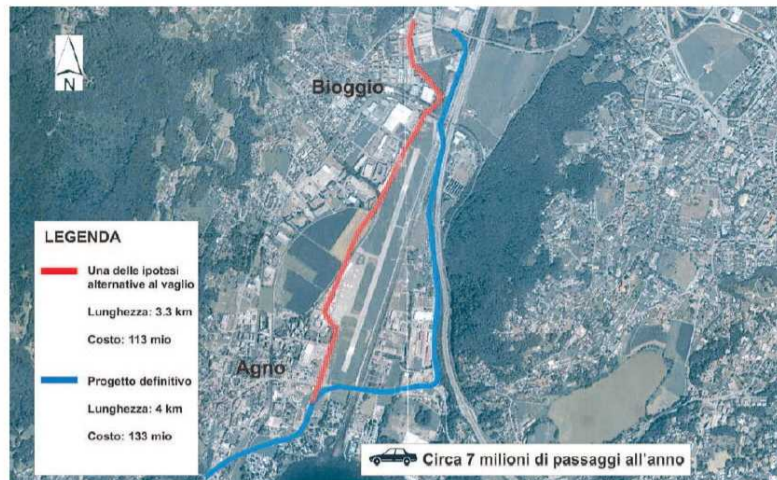 N
Bioggio
LEGENDA
Una delle ipotesi
alternative al vaglio
Lunghezza: 3.3 km
Costo: 113 mio
Agno
Progetto definitivo
Lunghezza: 4 km
Costo: 133 mio
Circa 7 milioni di passaggi all'anno